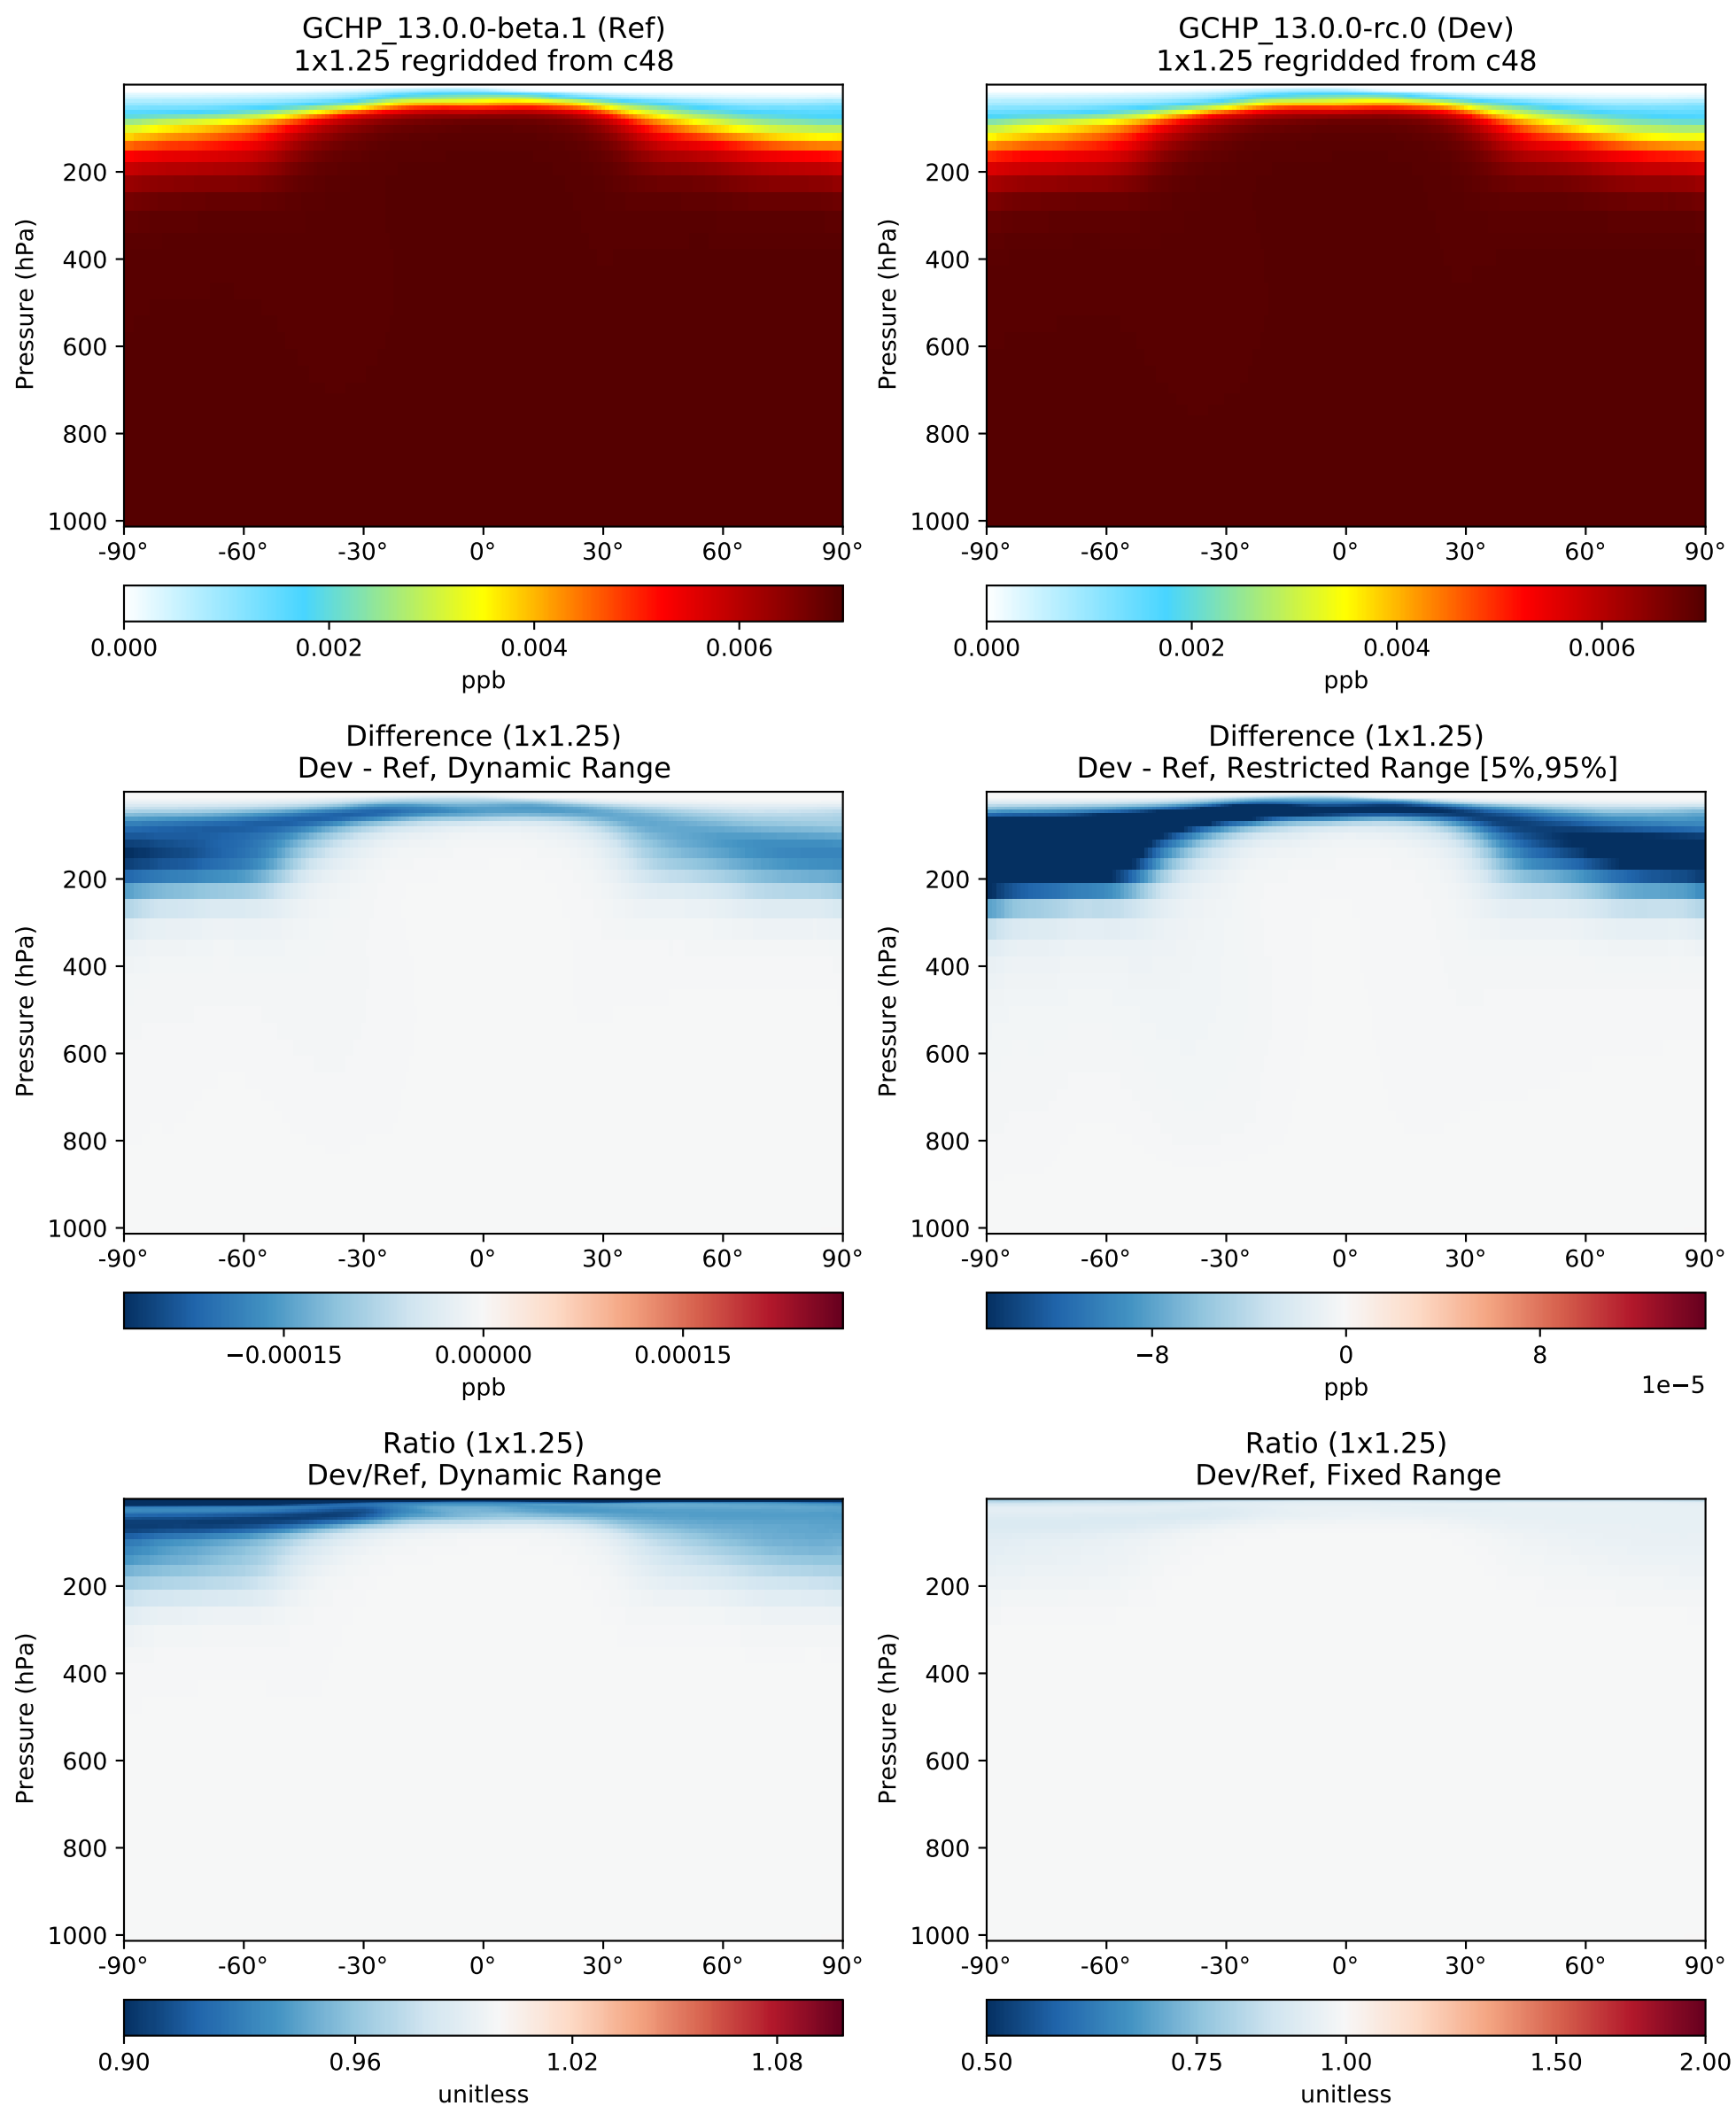 GCHP_13.0.0-beta.1 (Ref)
1x1.25 regridded from c48
Pressure (hPa)
200
400
600
800
1000
-90° -60° -30° 0° 30° 60° 90°
0.000 0.002 0.004 0.006
ppb
GCHP_13.0.0-rc.0 (Dev)
1x1.25 regridded from c48
Pressure (hPa)
200
400
600
800
1000
-90° -60° -30° 0° 30° 60° 90°
0.000 0.002 0.004 0.006
ppb
Difference (1x1.25)
Dev - Ref, Dynamic Range
Pressure (hPa)
200
400
600
800
1000
-90° -60° -30° 0° 30° 60° 90°
−0.00015 0.00000 0.00015
ppb
Difference (1x1.25)
Dev - Ref, Restricted Range [5%,95%]
Pressure (hPa)
200
400
600
800
1000
-90° -60° -30° 0° 30° 60° 90°
−8 0 8
ppb
1e−5
Ratio (1x1.25)
Dev/Ref, Dynamic Range
Pressure (hPa)
200
400
600
800
1000
-90° -60° -30° 0° 30° 60° 90°
0.90 0.96 1.02 1.08
unitless
Ratio (1x1.25)
Dev/Ref, Fixed Range
Pressure (hPa)
200
400
600
800
1000
-90° -60° -30° 0° 30° 60° 90°
0.50 0.75 1.00 1.50 2.00
unitless